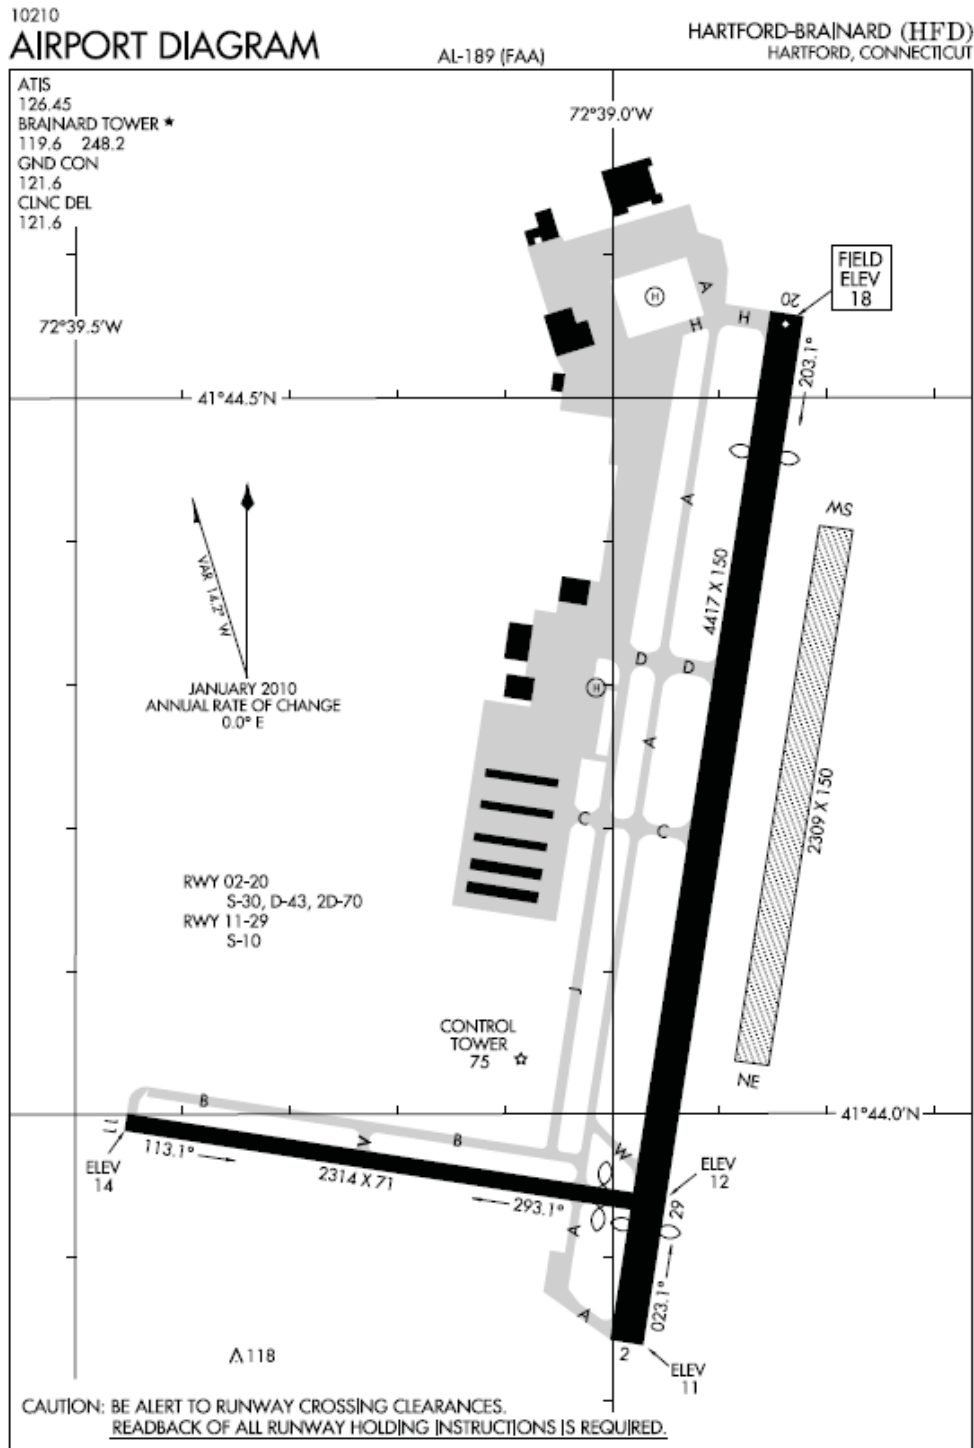 10210
AIRPORT DIAGRAM
AL-189 (FAA)
HARTFORD-BRAINARD (HFD)
HARTFORD, CONNECTICUT
ATIS
126.45
BRAINARD TOWER ★
119.6 248.2
GND CON
121.6
CLNC DEL
121.6
72°39.0'W
FIELD
ELEV
18
72°39.5'W
H
A
H
H
20
203.1°
41°44.5'N
A
SW
VAR 14.2° W
4417 X 150
JANUARY 2010
ANNUAL RATE OF CHANGE
0.0° E
D
D
H
A
2309 X 150
C
C
RWY 02-20
S-30, D-43, 2D-70
RWY 11-29
S-10
J
CONTROL
TOWER
75
NE
41°44.0'N
B
11
V
B
W
ELEV
14
113.1°
2314 X 71
293.1°
ELEV
12
29
A
023.1°
A
2
ELEV
11
118
CAUTION: BE ALERT TO RUNWAY CROSSING CLEARANCES.
READBACK OF ALL RUNWAY HOLDING INSTRUCTIONS IS REQUIRED.